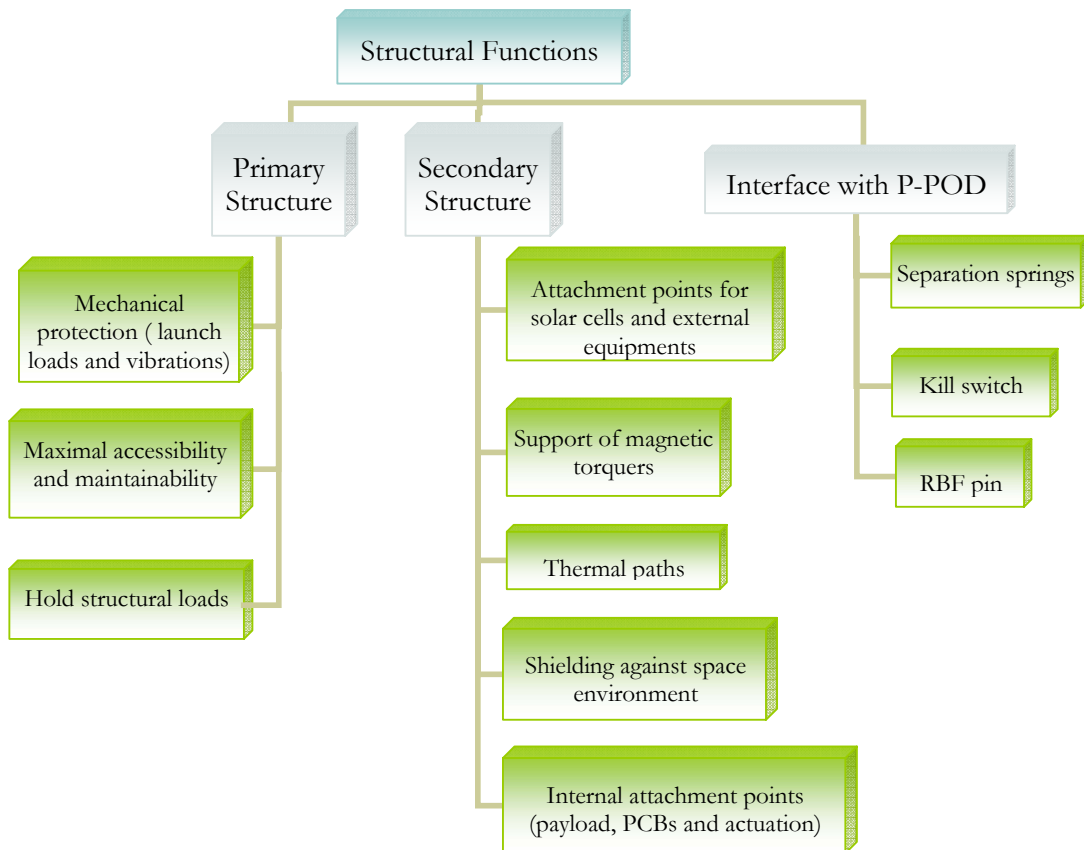 Structural Functions
Primary
Structure
Secondary
Structure
Interface with P-POD
Mechanical
protection ( launch
loads and vibrations)
Maximal accessibility
and maintainability
Hold structural loads
Attachment points for
solar cells and external
equipments
Support of magnetic
torquers
Thermal paths
Shielding against space
environment
Internal attachment points
(payload, PCBs and actuation)
Separation springs
Kill switch
RBF pin